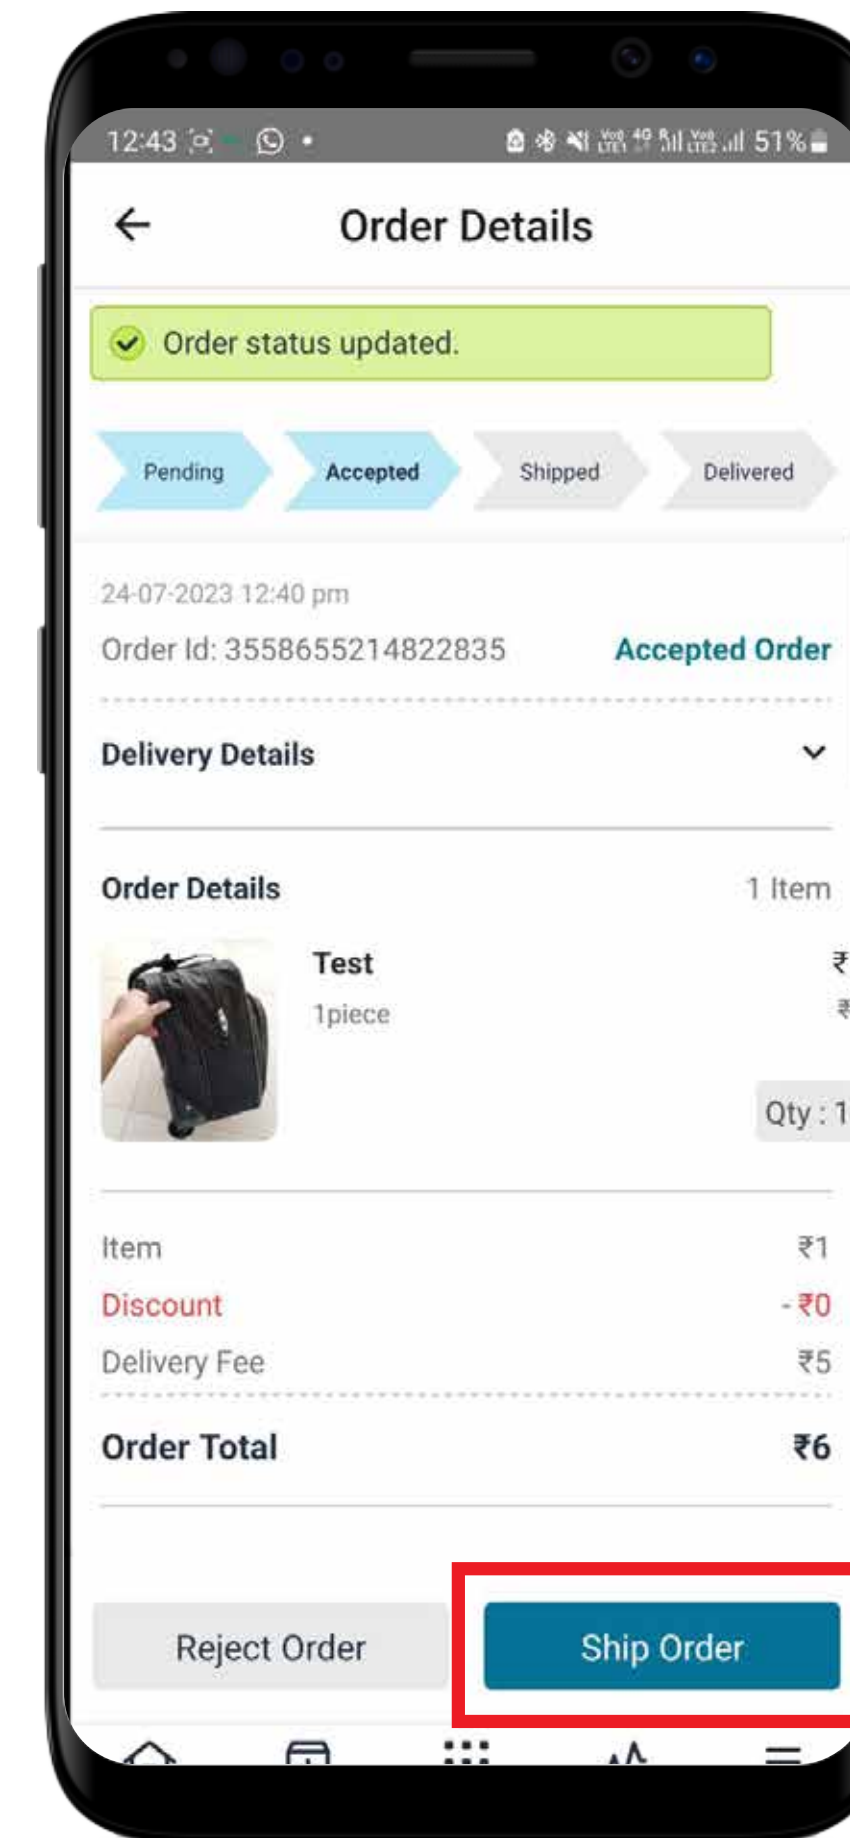 12:43 51%
Order Details
Order status updated.
Pending Accepted Shipped Delivered
24-07-2023 12:40 pm
Order Id: 3558655214822835 Accepted Order
Delivery Details
Order Details 1 Item
Test ₹
1piece ₹
Qty : 1
Item ₹1
Discount - ₹0
Delivery Fee ₹5
Order Total ₹6
Reject Order Ship Order